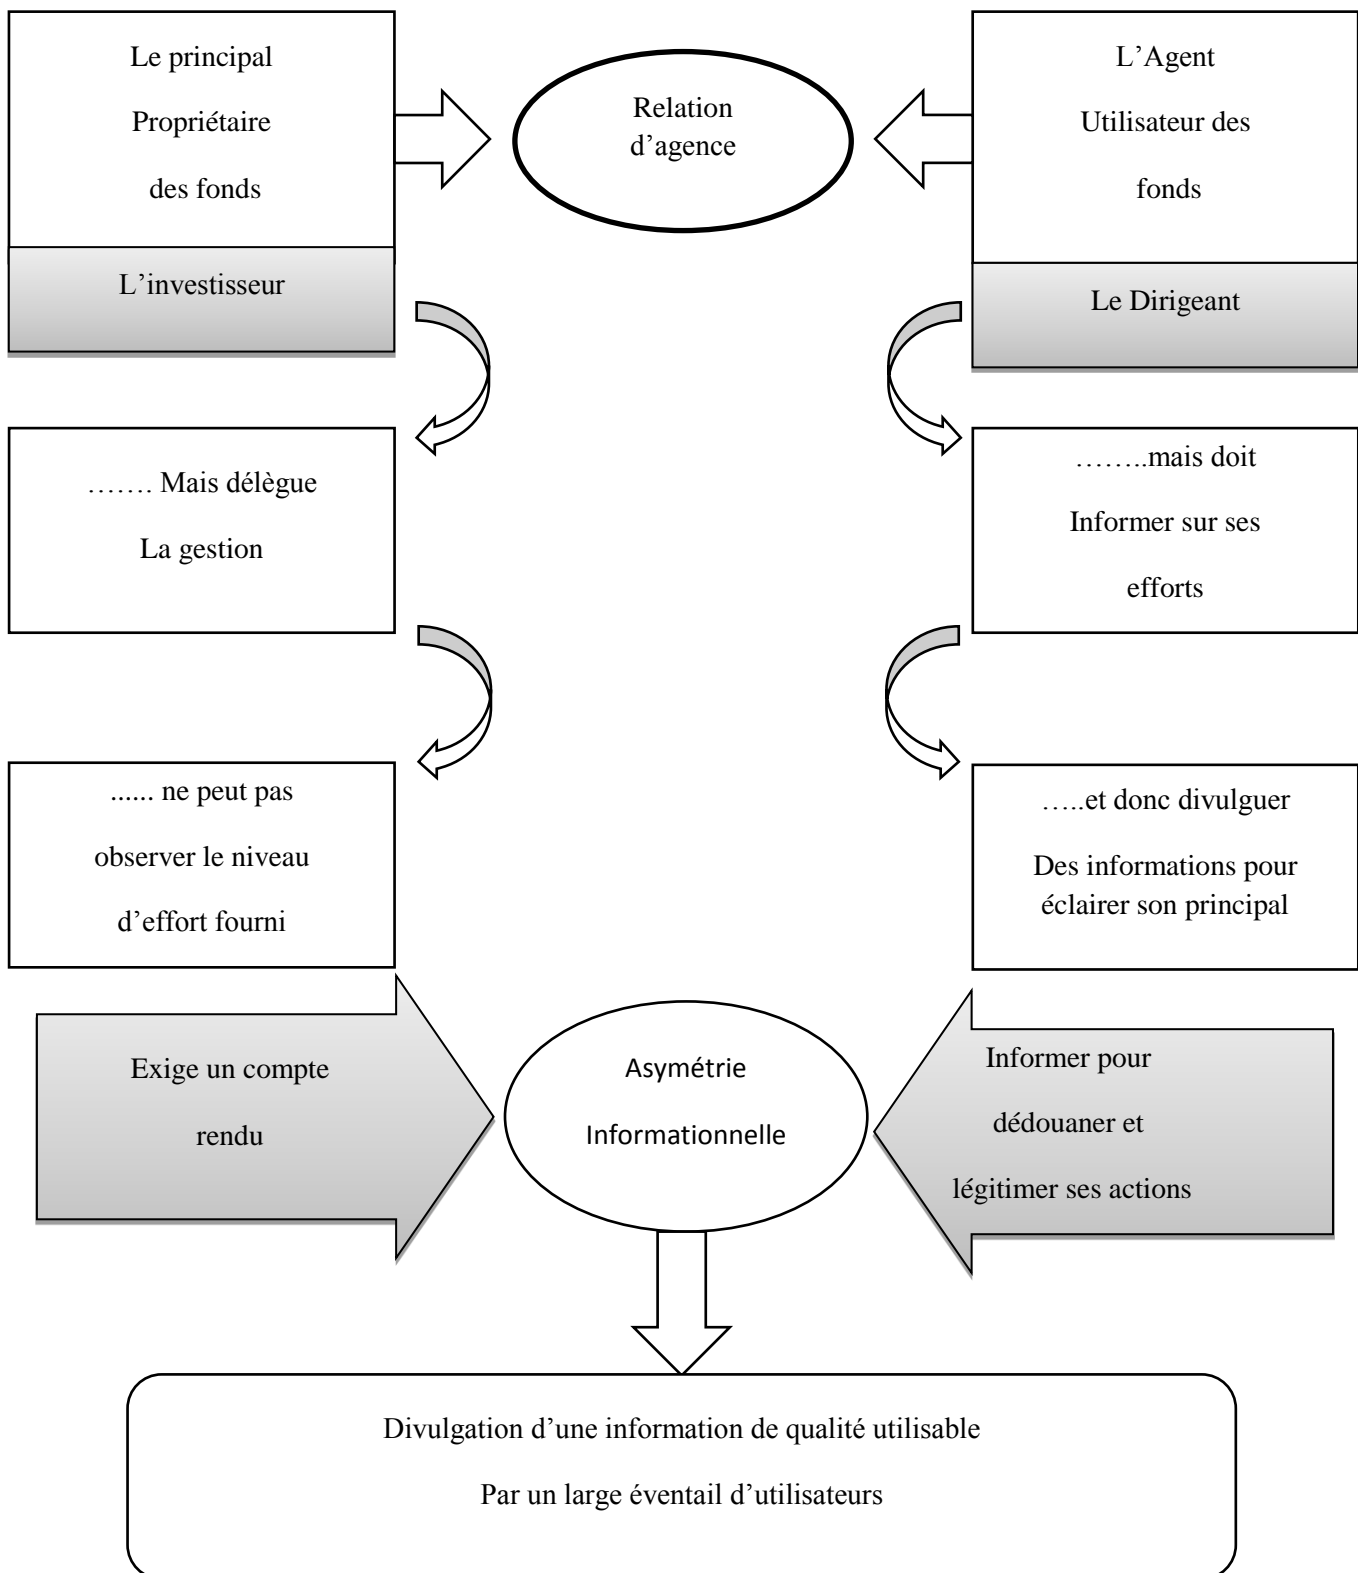 Le principal
Propriétaire
des fonds
L’investisseur
Relation
d’agence
L’Agent
Utilisateur des
fonds
Le Dirigeant
……. Mais délègue
La gestion
……..mais doit
Informer sur ses
efforts
...... ne peut pas
observer le niveau
d’effort fourni
…..et donc divulguer
Des informations pour
éclairer son principal
Exige un compte
rendu
Asymétrie
Informationnelle
Informer pour
dédouaner et
légitimer ses actions
Divulgation d’une information de qualité utilisable
Par un large éventail d’utilisateurs